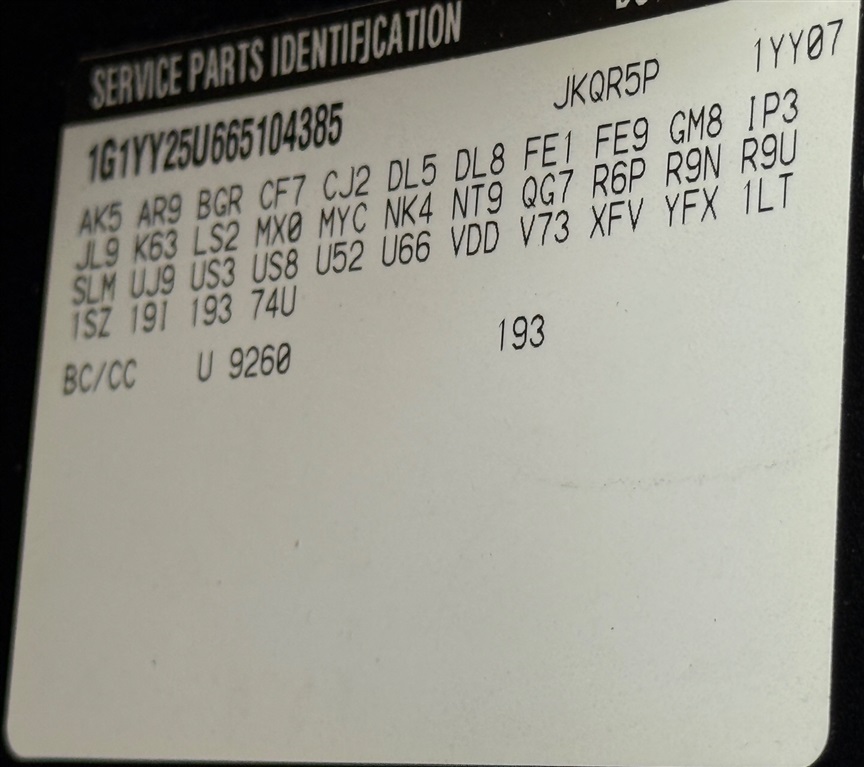 SERVICE PARTS IDENTIFICATION
1G1YY25U665104385 JKQR5P 1YY07
AK5 AR9 BGR CF7 CJ2 DL5 DL8 FE1 FE9 GM8 IP3
JL9 K63 LS2 MX0 MYC NK4 NT9 QG7 R6P R9N R9U
SLM UJ9 US3 US8 U52 U66 VDD V73 XFV YFX 1LT
1SZ 19I 193 74U
BC/CC U 9260 193